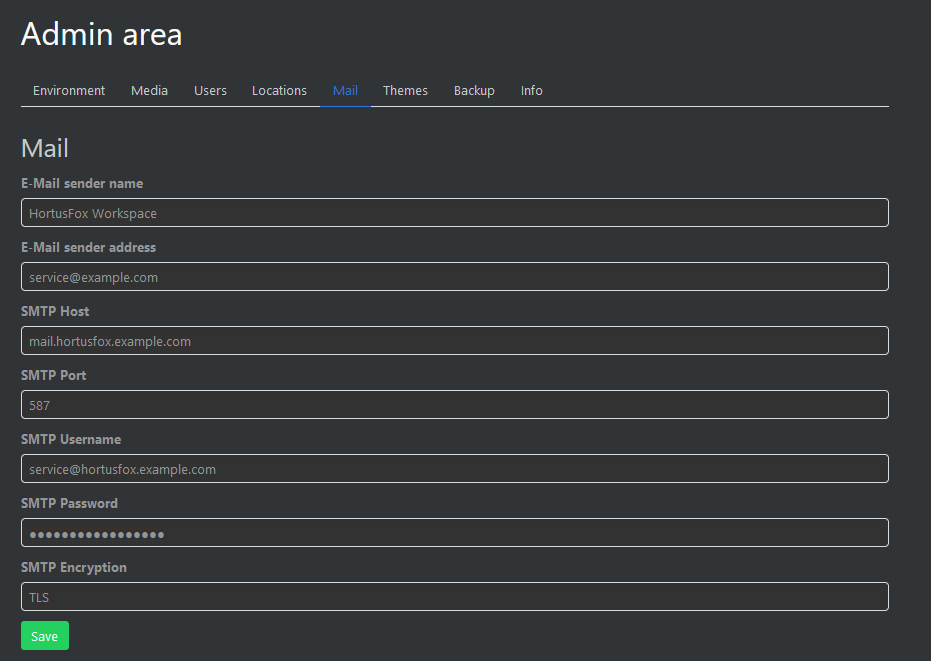 Admin area
Environment Media Users Locations Mail Themes Backup Info
Mail
E-Mail sender name
HortusFox Workspace
E-Mail sender address
service@example.com
SMTP Host
mail.hortusfox.example.com
SMTP Port
587
SMTP Username
service@hortusfox.example.com
SMTP Password
●●●●●●●●●●●●●●●●●
SMTP Encryption
TLS
Save